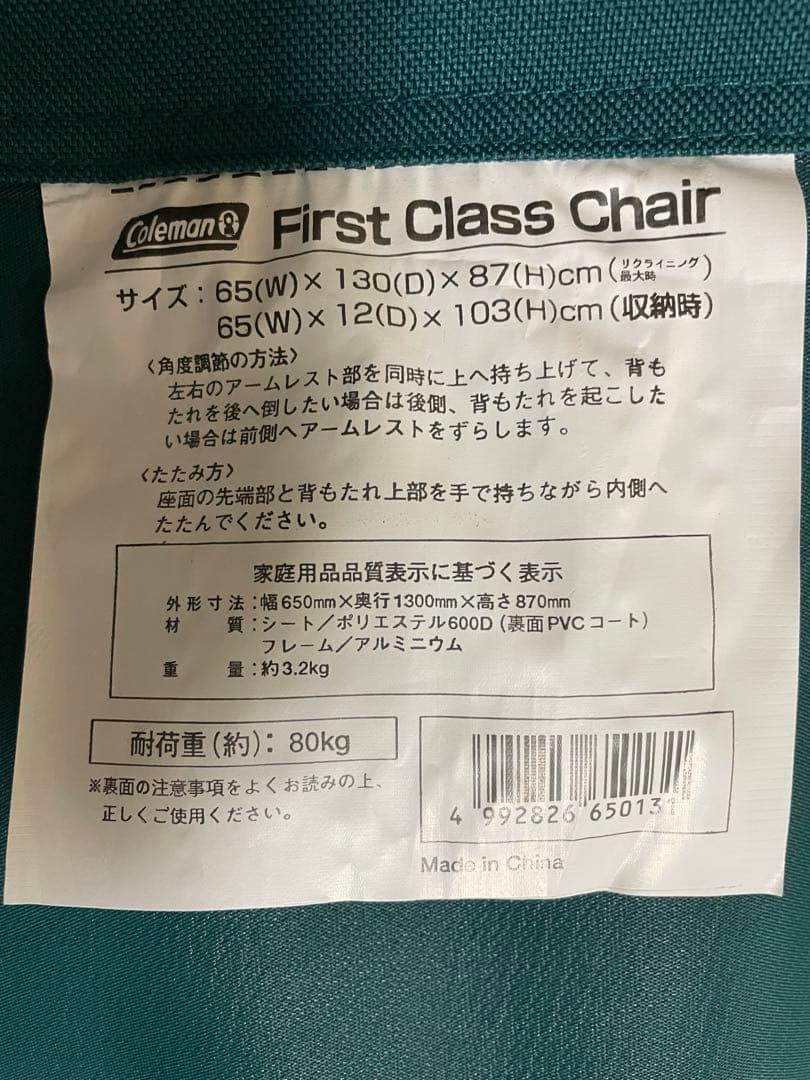 Coleman
First Class Chair
サイズ：65(W)×130(D)×87(H)cm（リクライニング最大時）
65(W)×12(D)×103(H)cm（収納時）
〈角度調節の方法〉
左右のアームレスト部を同時に上へ持ち上げて、背も
たれを後へ倒したい場合は後側、背もたれを起こした
い場合は前側へアームレストをずらします。
〈たたみ方〉
座面の先端部と背もたれ上部を手で持ちながら内側へ
たたんでください。
家庭用品品質表示に基づく表示
外形寸法：幅650mm×奥行1300mm×高さ870mm
材　　質：シート／ポリエステル600D（裏面PVCコート）
フレーム／アルミニウム
重　　量：約3.2kg
耐荷重（約）：80kg
※裏面の注意事項をよくお読みの上、
正しくご使用ください。
4 992826 650131
Made in China